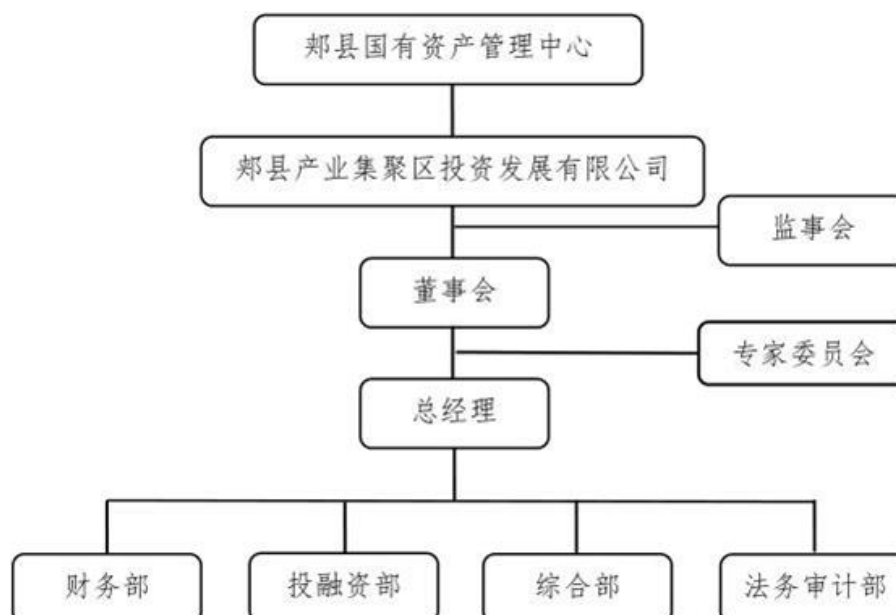 郏县国有资产管理中心
郏县产业集聚区投资发展有限公司
监事会
董事会
专家委员会
总经理
财务部
投融资部
综合部
法务审计部